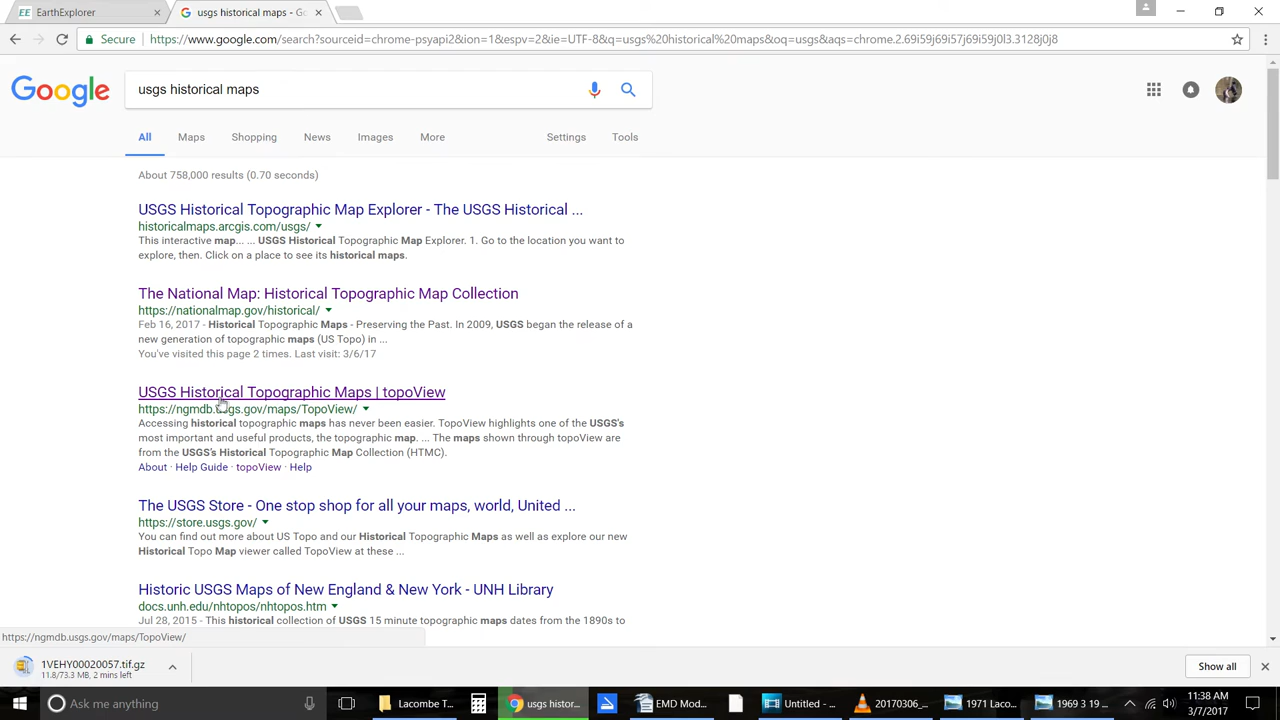 EarthExplorer
usgs historical maps - Go
Secure
https://www.google.com/search?sourceid=chrome-psyapi2&ion=1&espv=2&ie=UTF-8&q=usgs%20historical%20maps&oq=usgs&aqs=chrome.2.69i59j69i57j69i59j0l3.3128j0j8
Google
usgs historical maps
All Maps Shopping News Images More Settings Tools
About 758,000 results (0.70 seconds)
USGS Historical Topographic Map Explorer - The USGS Historical ...
historicalmaps.arcgis.com/usgs/
This interactive map... ... USGS Historical Topographic Map Explorer. 1. Go to the location you want to
explore, then. Click on a place to see its historical maps.
The National Map: Historical Topographic Map Collection
https://nationalmap.gov/historical/
Feb 16, 2017 - Historical Topographic Maps - Preserving the Past. In 2009, USGS began the release of a
new generation of topographic maps (US Topo) in ...
You've visited this page 2 times. Last visit: 3/6/17
USGS Historical Topographic Maps | topoView
https://ngmdb.usgs.gov/maps/TopoView/
Accessing historical topographic maps has never been easier. TopoView highlights one of the USGS's
most important and useful products, the topographic map. ... The maps shown through topoView are
from the USGS's Historical Topographic Map Collection (HTMC).
About · Help Guide · topoView · Help
The USGS Store - One stop shop for all your maps, world, United ...
https://store.usgs.gov/
You can find out more about US Topo and our Historical Topographic Maps as well as explore our new
Historical Topo Map viewer called TopoView at these ...
Historic USGS Maps of New England & New York - UNH Library
docs.unh.edu/nhtopos/nhtopos.htm
Jul 28, 2015 - This historical collection of USGS 15 minute topographic maps dates from the 1890s to
https://ngmdb.usgs.gov/maps/TopoView/
1VEHY00020057.tif.gz
11.8/73.3 MB, 2 mins left
Show all
Ask me anything
Lacombe T...
usgs histor...
EMD Mod...
Untitled - ...
20170306_...
1971 Laco...
1969 3 19 ...
11:38 AM
3/7/2017